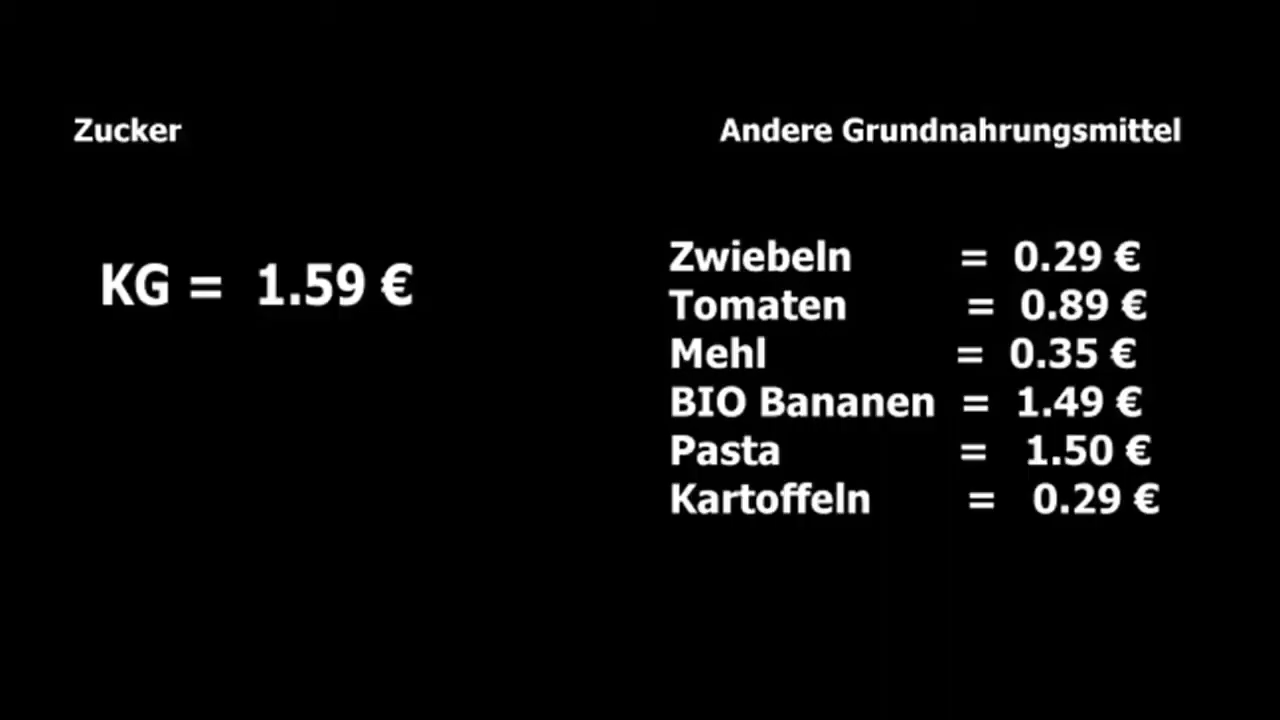 Zucker
KG = 1.59 €
Andere Grundnahrungsmittel
Zwiebeln = 0.29 €
Tomaten = 0.89 €
Mehl = 0.35 €
BIO Bananen = 1.49 €
Pasta = 1.50 €
Kartoffeln = 0.29 €